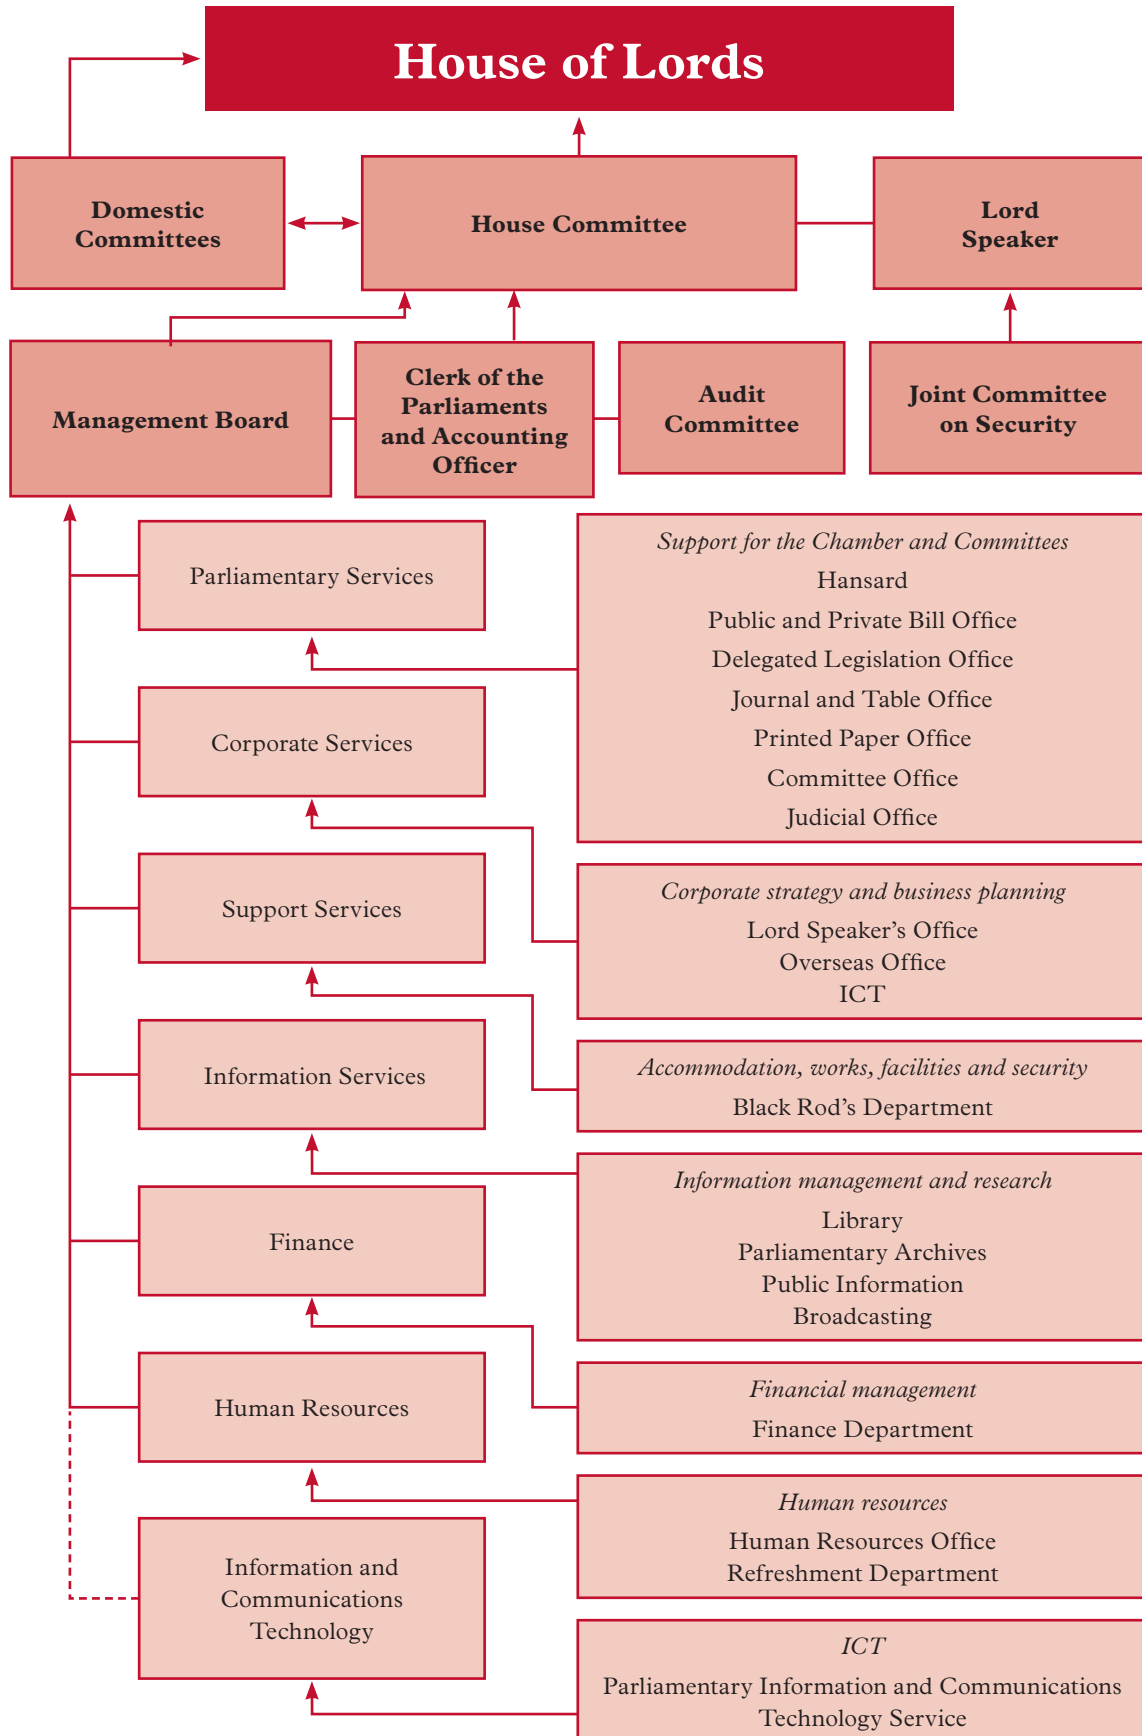 House of Lords
Domestic
Committees
House Committee
Lord
Speaker
Management Board
Clerk of the
Parliaments
and Accounting
Officer
Audit
Committee
Joint Committee
on Security
Parliamentary Services
Support for the Chamber and Committees
Hansard
Public and Private Bill Office
Delegated Legislation Office
Journal and Table Office
Printed Paper Office
Committee Office
Judicial Office
Corporate Services
Corporate strategy and business planning
Lord Speaker's Office
Overseas Office
ICT
Support Services
Accommodation, works, facilities and security
Black Rod's Department
Information Services
Information management and research
Library
Parliamentary Archives
Public Information
Broadcasting
Finance
Financial management
Finance Department
Human Resources
Human resources
Human Resources Office
Refreshment Department
Information and
Communications
Technology
ICT
Parliamentary Information and Communications
Technology Service